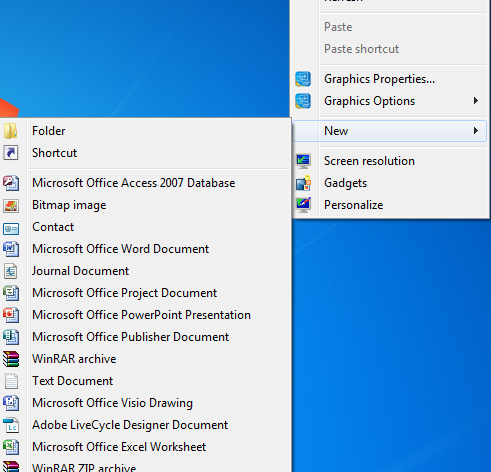 Refresh
Paste
Paste shortcut
Graphics Properties...
Graphics Options
New
Screen resolution
Gadgets
Personalize
Folder
Shortcut
Microsoft Office Access 2007 Database
Bitmap image
Contact
Microsoft Office Word Document
Journal Document
Microsoft Office Project Document
Microsoft Office PowerPoint Presentation
Microsoft Office Publisher Document
WinRAR archive
Text Document
Microsoft Office Visio Drawing
Adobe LiveCycle Designer Document
Microsoft Office Excel Worksheet
WinRAR ZIP archive